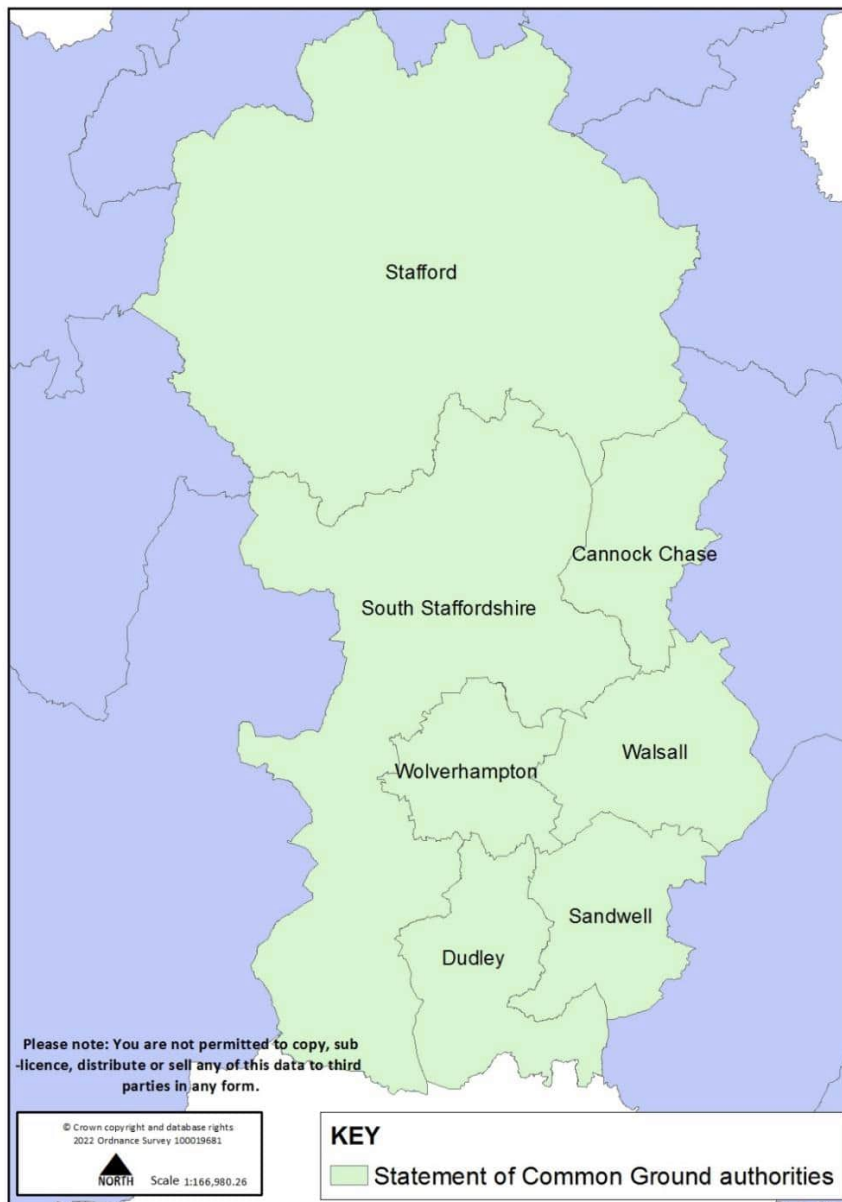 Stafford
Cannock Chase
South Staffordshire
Walsall
Wolverhampton
Sandwell
Dudley
Please note: You are not permitted to copy, sub
-licence, distribute or sell any of this data to third
parties in any form.
© Crown copyright and database rights
2022 Ordnance Survey 100019681
NORTH Scale 1:166,980.26
KEY
Statement of Common Ground authorities